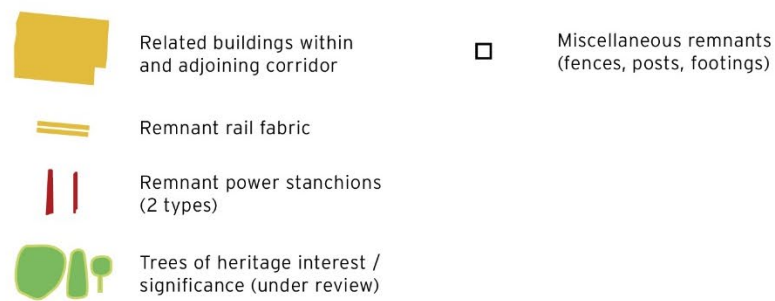 Related buildings within
and adjoining corridor
Remnant rail fabric
Remnant power stanchions
(2 types)
Trees of heritage interest /
significance (under review)
Miscellaneous remnants
(fences, posts, footings)